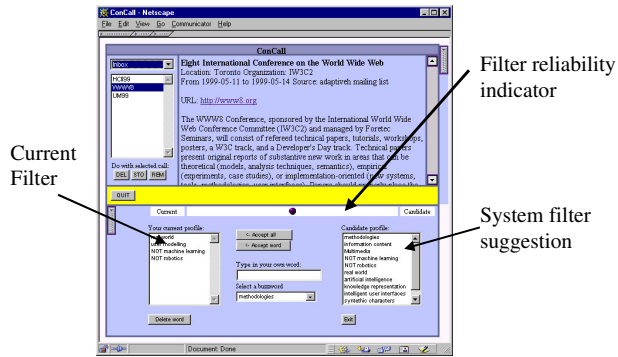 ConCall - Netscape
File Edit View Go Communicator Help
ConCall
Inbox
HCII99
WWW8
UM99
Do with selected call:
DEL STO REM
Eight International Conference on the World Wide Web
Location: Toronto Organization: IW3C2
From 1999-05-11 to 1999-05-14 Source: adaptiveh mailing list
URL: http://www8.org
The WWW8 Conference, sponsored by the International World Wide
Web Conference Committee (IW3C2) and managed by Foretec
Seminars, will consist of refereed technical papers, tutorials, workshops,
posters, a W3C track, and a Developer's Day track. Technical papers
present original reports of substantive new work in areas that can be
theoretical (models, analysis techniques, semantics), empirical
(experiments, case studies), or implementation-oriented (new systems,
QUIT
Current
Candidate
Your current profile:
world
user modelling
NOT machine learning
NOT robotics
Delete word
<- Accept all
<- Accept word
Type in your own word:
Select a buzzword
methodologies
Candidate profile:
methodologies
information content
Multimedia
NOT machine learning
NOT robotics
real world
artificial intelligence
knowledge representation
intelligent user interfaces
synthethic characters
Exit
Document: Done
Filter reliability
indicator
Current
Filter
System filter
suggestion